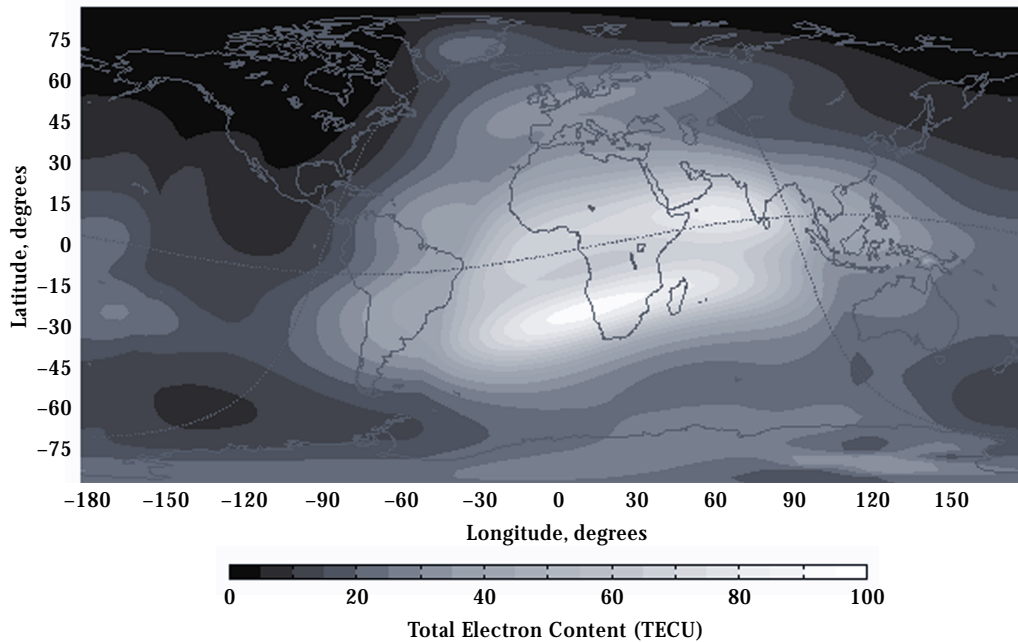 75
60
45
30
15
0
−15
−30
−45
−60
−75
Latitude, degrees
−180 −150 −120 −90 −60 −30 0 30 60 90 120 150
Longitude, degrees
0 20 40 60 80 100
Total Electron Content (TECU)